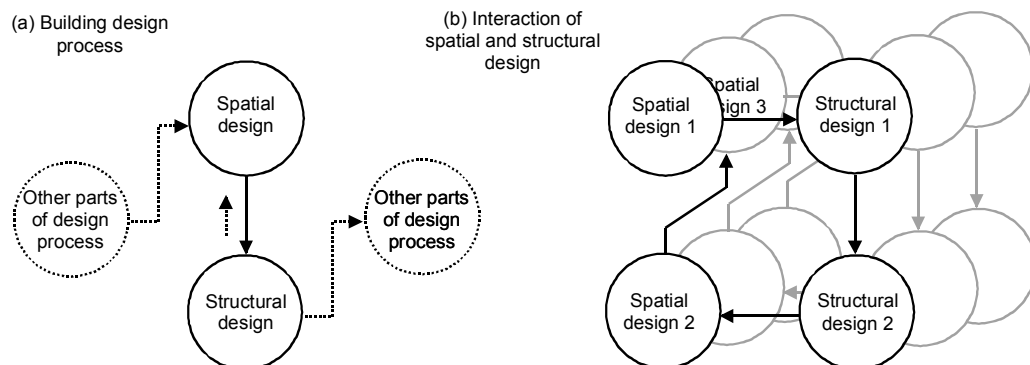 (a) Building design
process
Spatial
design
Other parts
of design
process
Other parts
of design
process
Structural
design
(b) Interaction of
spatial and structural
design
Spatial
design 1
Spatial
design 3
Structural
design 1
Spatial
design 2
Structural
design 2